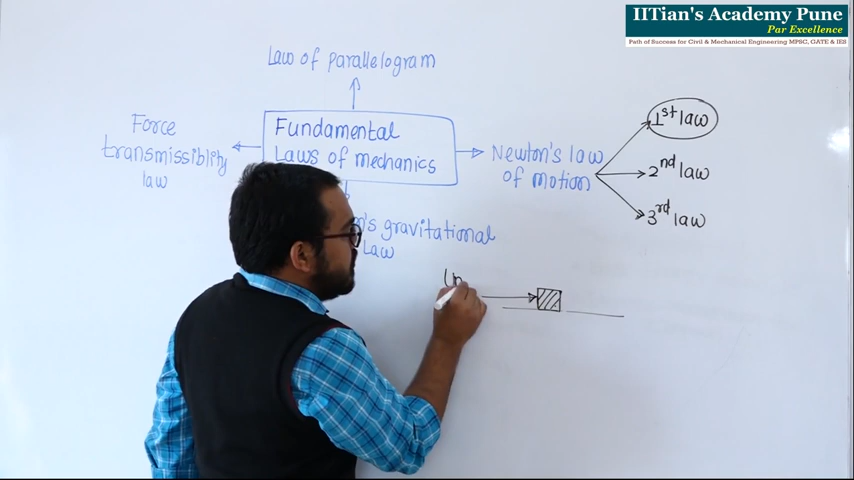 IITian's Academy Pune
Par Excellence
Path of Success for Civil & Mechanical Engineering MPSC, GATE & IES
Law of parallelogram
Force
transmissiblity
law
Fundamental
Laws of mechanics
Newton's law
of motion
1st law
2nd law
3rd law
gravitational
Law